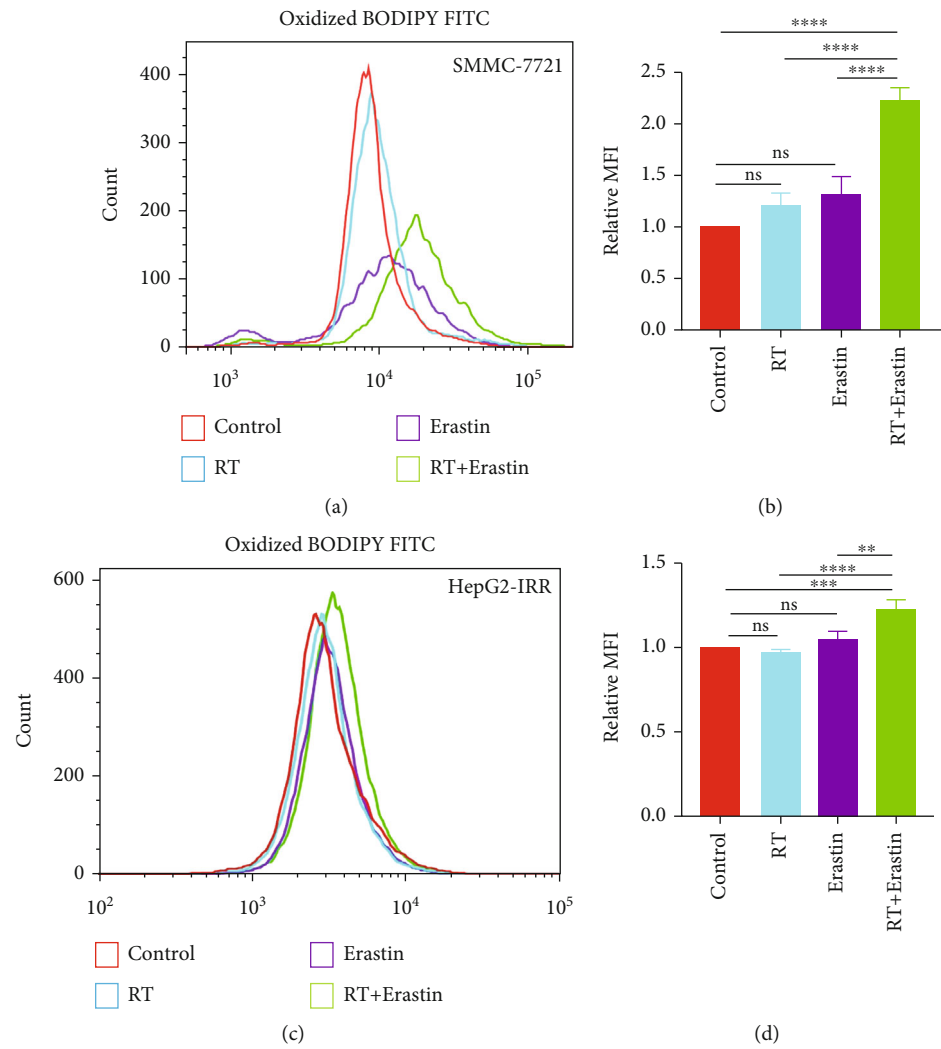 Oxidized BODIPY FITC
SMMC-7721
Count
400
300
200
100
0
10³
10⁴
10⁵
Control
Erastin
RT
RT+Erastin
(a)
****
****
****
ns
ns
Relative MFI
2.5
2.0
1.5
1.0
0.5
0.0
Control
RT
Erastin
RT+Erastin
(b)
Oxidized BODIPY FITC
HepG2-IRR
Count
600
400
200
0
10²
10³
10⁴
10⁵
Control
Erastin
RT
RT+Erastin
(c)
**
****
***
ns
ns
Relative MFI
1.5
1.0
0.5
0.0
Control
RT
Erastin
RT+Erastin
(d)